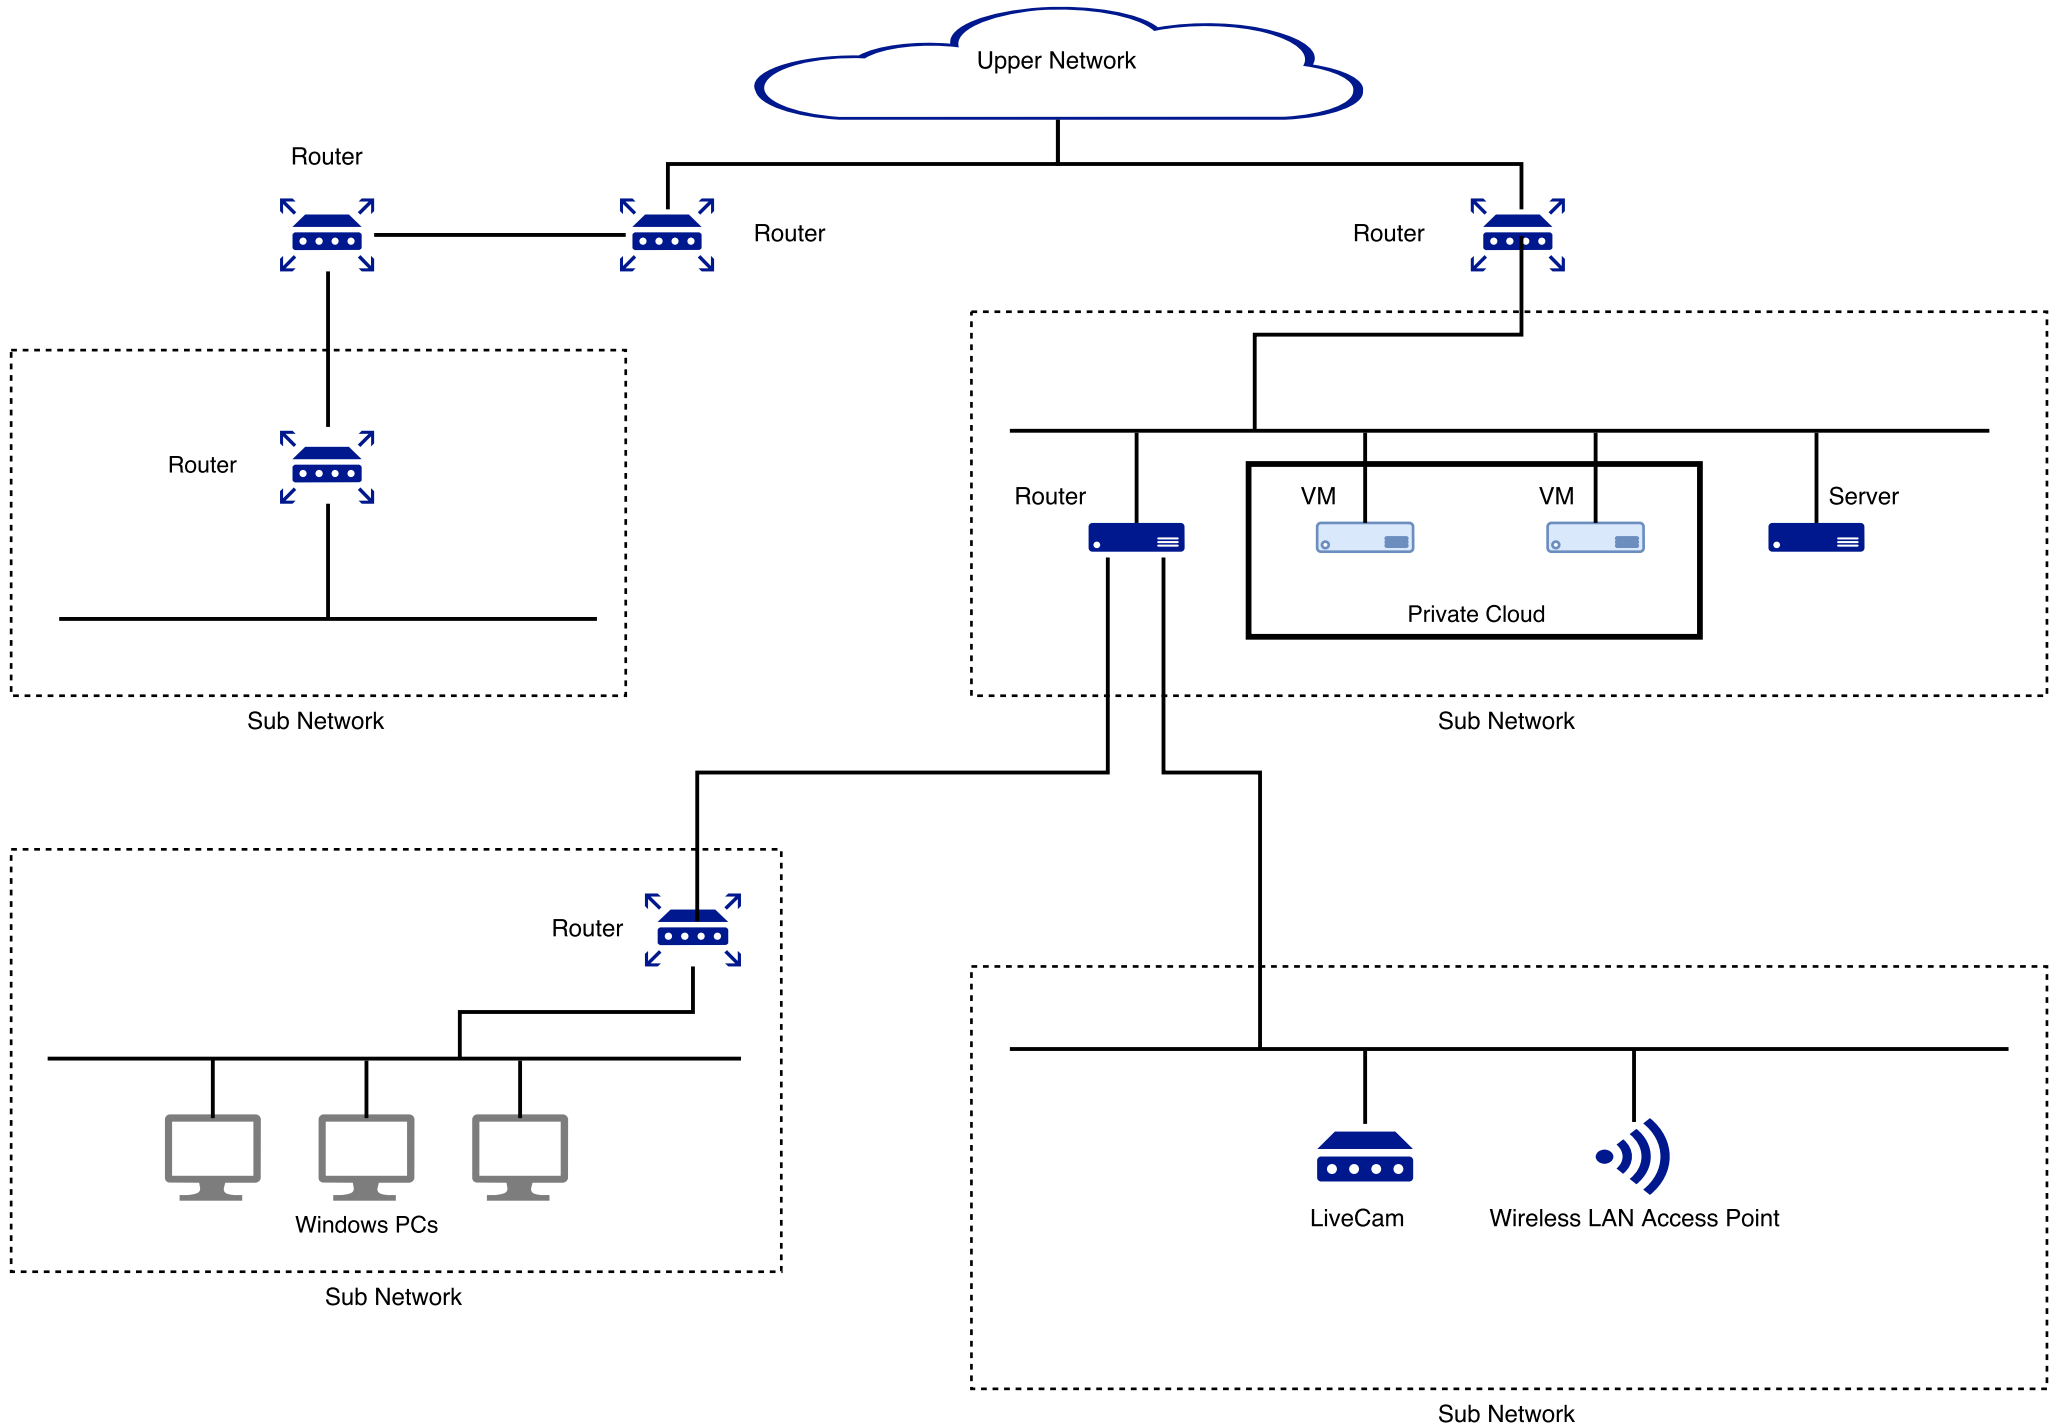 Upper Network
Router
Router
Router
Router
Sub Network
Router
VM
VM
Server
Private Cloud
Sub Network
Router
Windows PCs
Sub Network
LiveCam
Wireless LAN Access Point
Sub Network